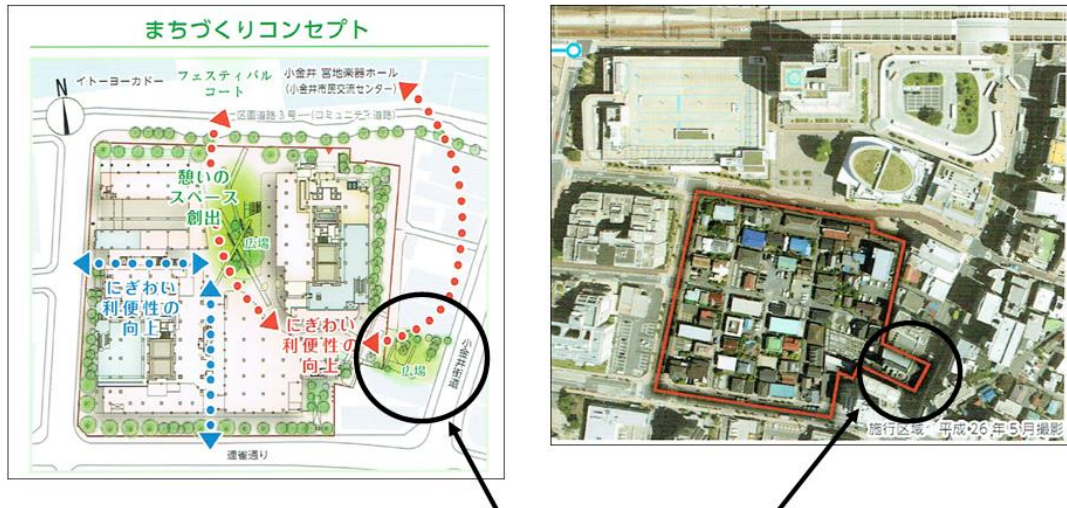 まちづくりコンセプト
N
イトーヨーカドー
フェスティバル
コート
小金井 宮地楽器ホール
(小金井市民交流センター)
区画道路3号 (コミュニティ道路)
憩いの
スペース
創出
広場
にぎわい
利便性の
向上
にぎわい
利便性の
向上
広場
小金井街道
連雀通り
施行区域 平成26年5月撮影